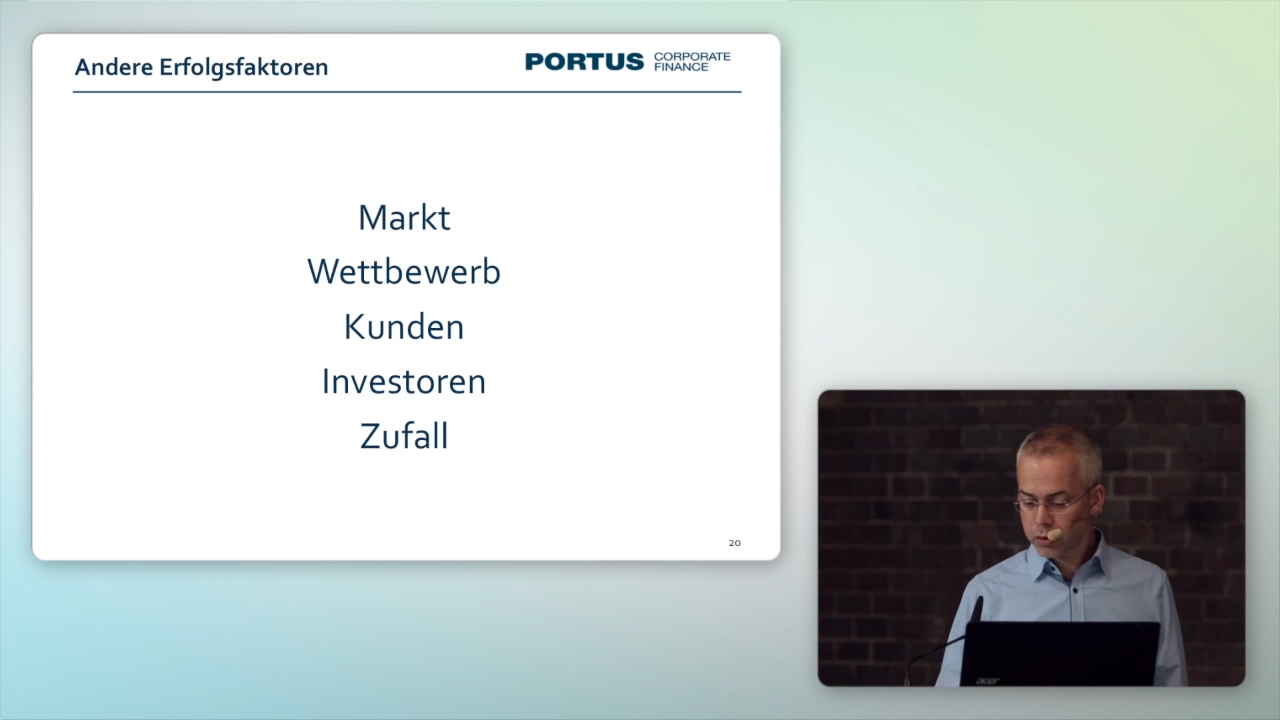 Andere Erfolgsfaktoren
PORTUS CORPORATE FINANCE
Markt
Wettbewerb
Kunden
Investoren
Zufall
20
acer